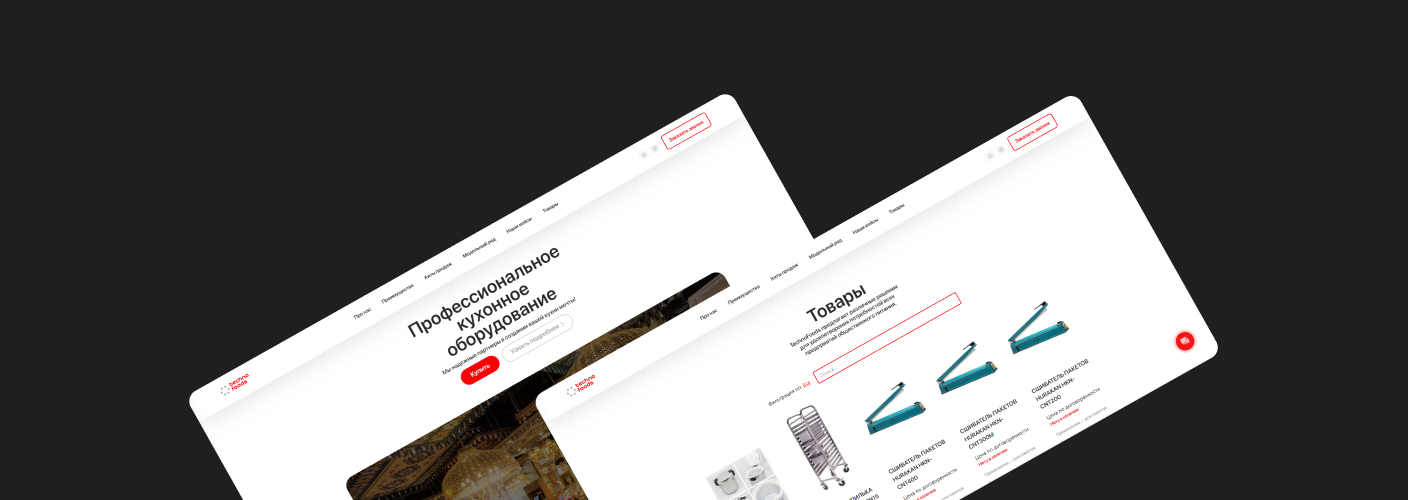 Заказать звонок
Про нас Преимущества Хиты продаж Модельный ряд Наши кейсы Товары
techno
foods
Профессиональное
кухонное
оборудование
Мы надежные партнеры в создании вашей кухни мечты!
Купить
Узнать подробнее >
Заказать звонок
Про нас Преимущества Хиты продаж Модельный ряд Наши кейсы Товары
techno
foods
Товары
TechnoFoods предлагает различные решения
для удовлетворения потребностей всех
предприятий общественного питания.
Поиск...
Фильтрация по: Все
СШИВАТЕЛЬ ПАКЕТОВ
HURAKAN HKN-
CNT400
Цена по договоренности
Нет в наличии
СШИВАТЕЛЬ ПАКЕТОВ
HURAKAN HKN-
CNT300M
Цена по договоренности
Нет в наличии
Применение: - для пакетов
СШИВАТЕЛЬ ПАКЕТОВ
HURAKAN HKN-
CNT200
Цена по договоренности
Нет в наличии
Применение: - для пакетов